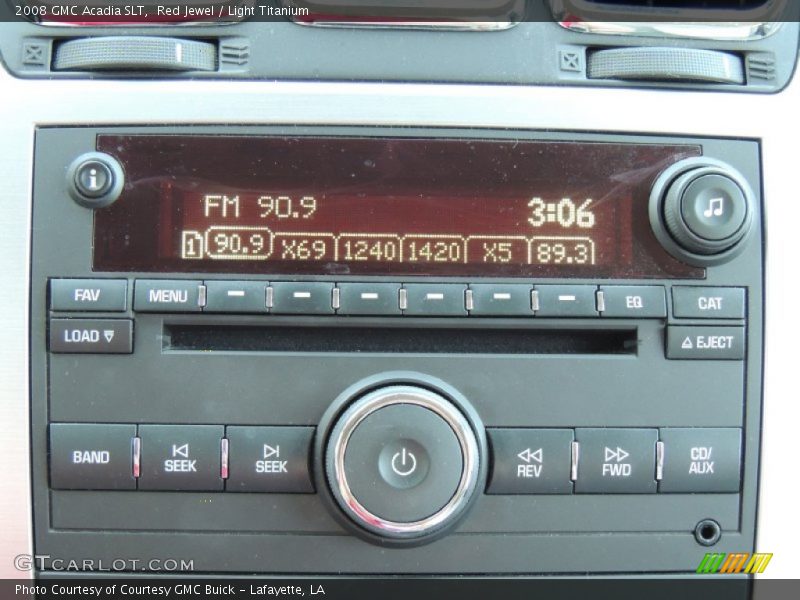 2008 GMC Acadia SLT, Red Jewel / Light Titanium
i
FM 90.9 3:06
1 90.9 X69 1240 1420 X5 89.3
FAV MENU EQ CAT
LOAD EJECT
BAND SEEK SEEK REV FWD CD/
AUX
GTCARLOT.COM
Photo Courtesy of Courtesy GMC Buick - Lafayette, LA